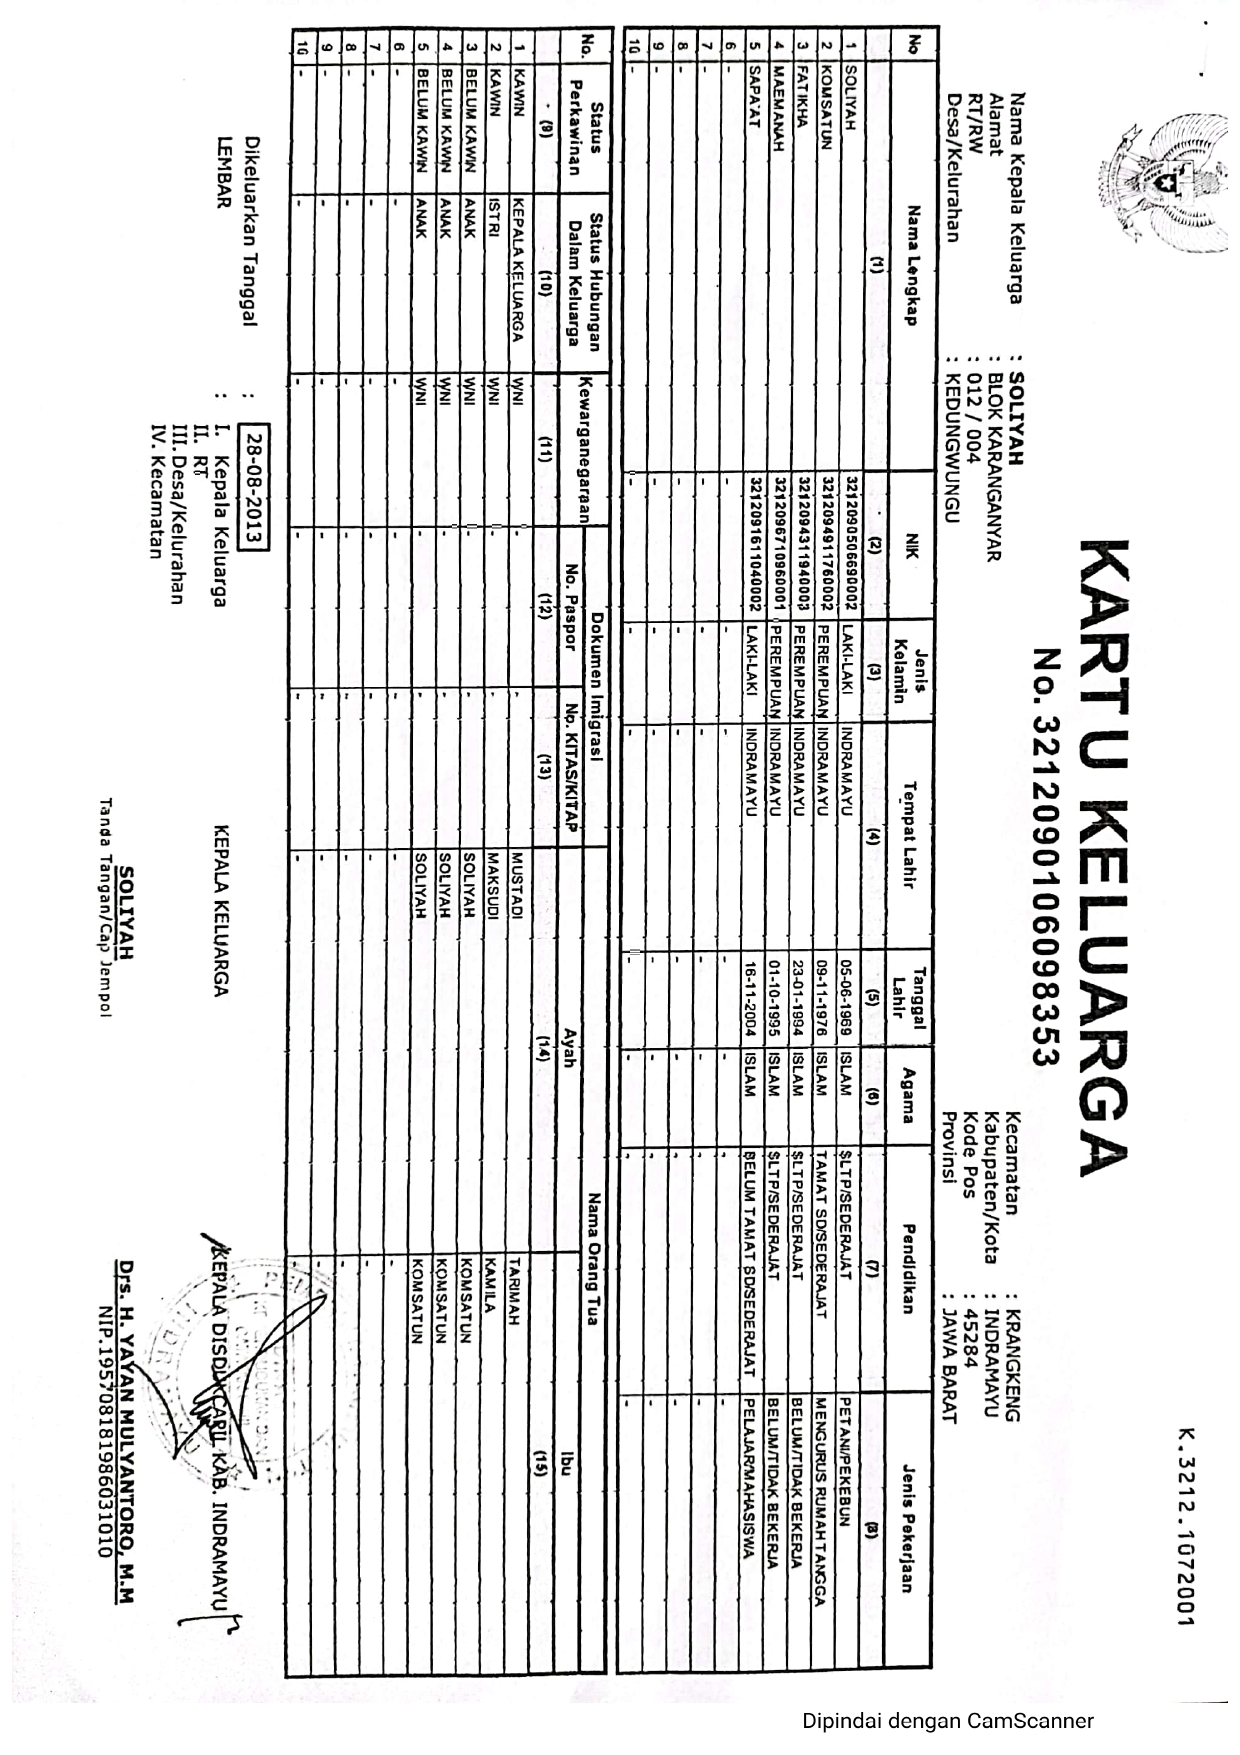 K.3212.1072001
KARTU KELUARGA
No. 3212090106098353
Nama Kepala Keluarga : SOLIYAH
Alamat : BLOK KARANGANYAR
RT/RW : 012 / 004
Desa/Kelurahan : KEDUNGWUNGU
Kecamatan : KRANGKENG
Kabupaten/Kota : INDRAMAYU
Kode Pos : 45284
Provinsi : JAWA BARAT
No Nama Lengkap NIK Jenis Kelamin Tempat Lahir Tanggal Lahir Agama Pendidikan Jenis Pekerjaan
(1) (2) (3) (4) (5) (6) (7) (8)
1 SOLIYAH 3212090506690002 LAKI-LAKI INDRAMAYU 05-06-1969 ISLAM SLTP/SEDERAJAT PETANI/PEKEBUN
2 KOMSATUN 3212094911760002 PEREMPUAN INDRAMAYU 09-11-1976 ISLAM TAMAT SD/SEDERAJAT MENGURUS RUMAH TANGGA
3 FATIKHA 3212094311940003 PEREMPUAN INDRAMAYU 23-01-1994 ISLAM SLTP/SEDERAJAT BELUM/TIDAK BEKERJA
4 MAEMANAH 3212096710960001 PEREMPUAN INDRAMAYU 01-10-1995 ISLAM SLTP/SEDERAJAT BELUM/TIDAK BEKERJA
5 SAPA'AT 3212091611040002 LAKI-LAKI INDRAMAYU 16-11-2004 ISLAM BELUM TAMAT SD/SEDERAJAT PELAJAR/MAHASISWA
6 - - - - - - - -
7 - - - - - - - -
8 - - - - - - - -
9 - - - - - - - -
10 - - - - - - - -
No. Status Perkawinan Status Hubungan Dalam Keluarga Kewarganegaraan Dokumen Imigrasi Nama Orang Tua
No. Paspor No. KITAS/KITAP Ayah Ibu
(9) (10) (11) (12) (13) (14) (15)
1 KAWIN KEPALA KELUARGA WNI - - MUSTADI TARIMAH
2 KAWIN ISTRI WNI - - MAKSUDI KAMILA
3 BELUM KAWIN ANAK WNI - - SOLIYAH KOMSATUN
4 BELUM KAWIN ANAK WNI - - SOLIYAH KOMSATUN
5 BELUM KAWIN ANAK WNI - - SOLIYAH KOMSATUN
6 - - - - - - -
7 - - - - - - -
8 - - - - - - -
9 - - - - - - -
10 - - - - - - -
Dikeluarkan Tanggal : 28-08-2013
LEMBAR : I. Kepala Keluarga
II. RT
III. Desa/Kelurahan
IV. Kecamatan
KEPALA KELUARGA
SOLIYAH
Tanda Tangan/Cap Jempol
KEPALA DISDUKCAPIL KAB. INDRAMAYU
Drs. H. YAYAN MULYANTORO, M.M
NIP.195708181986031010
Dipindai dengan CamScanner